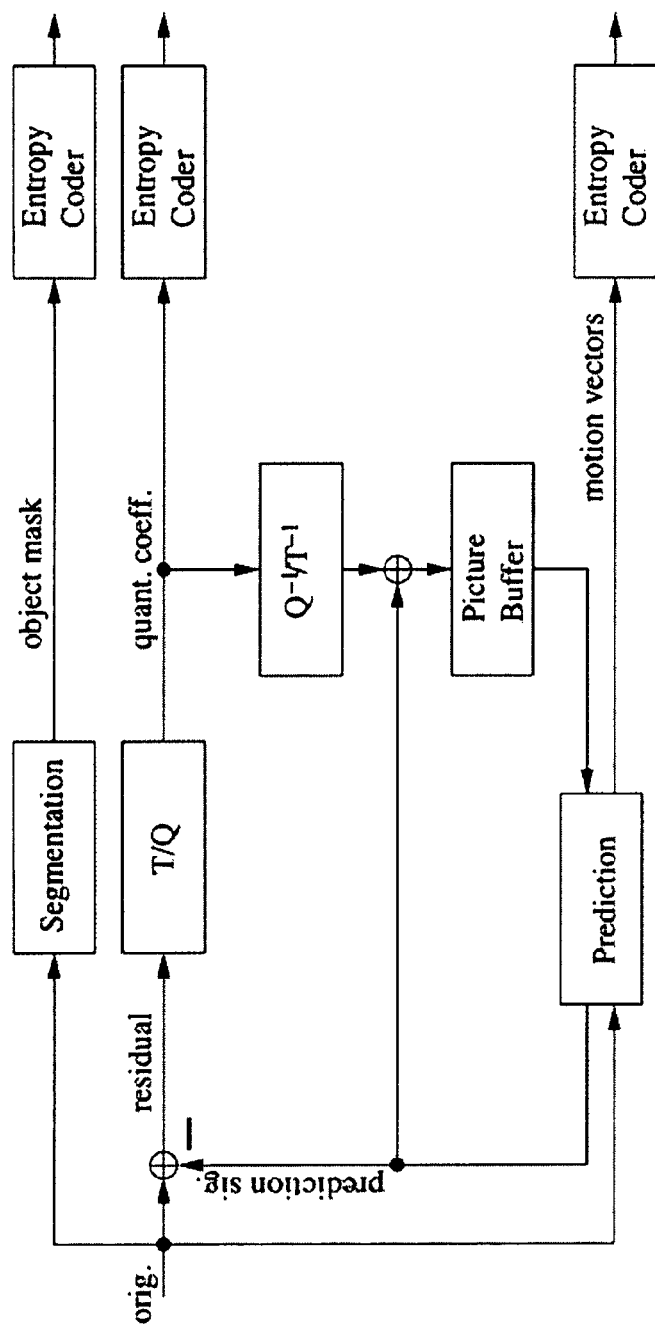 orig.
Segmentation
object mask
Entropy
Coder
residual
T/Q
quant. coeff.
Entropy
Coder
prediction sig.
Q⁻¹/T⁻¹
Picture
Buffer
Prediction
motion vectors
Entropy
Coder